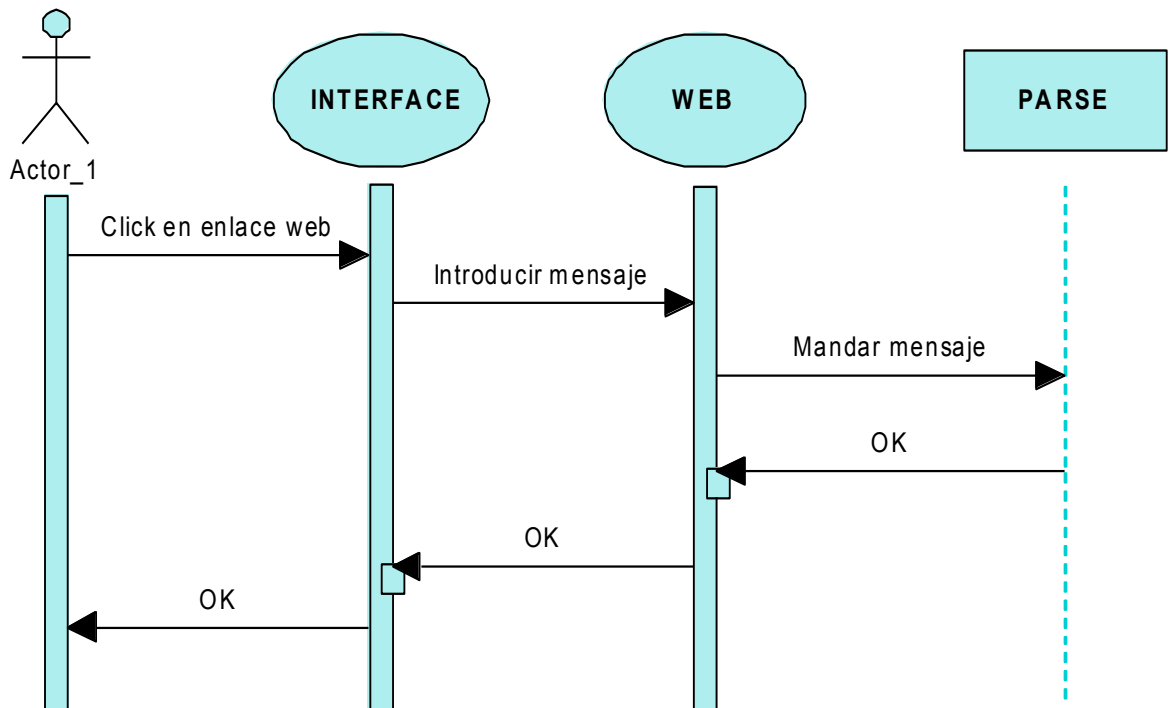 INTERFACE
WEB
PARSE
Actor_1
Click en enlace web
Introducir mensaje
Mandar mensaje
OK
OK
OK